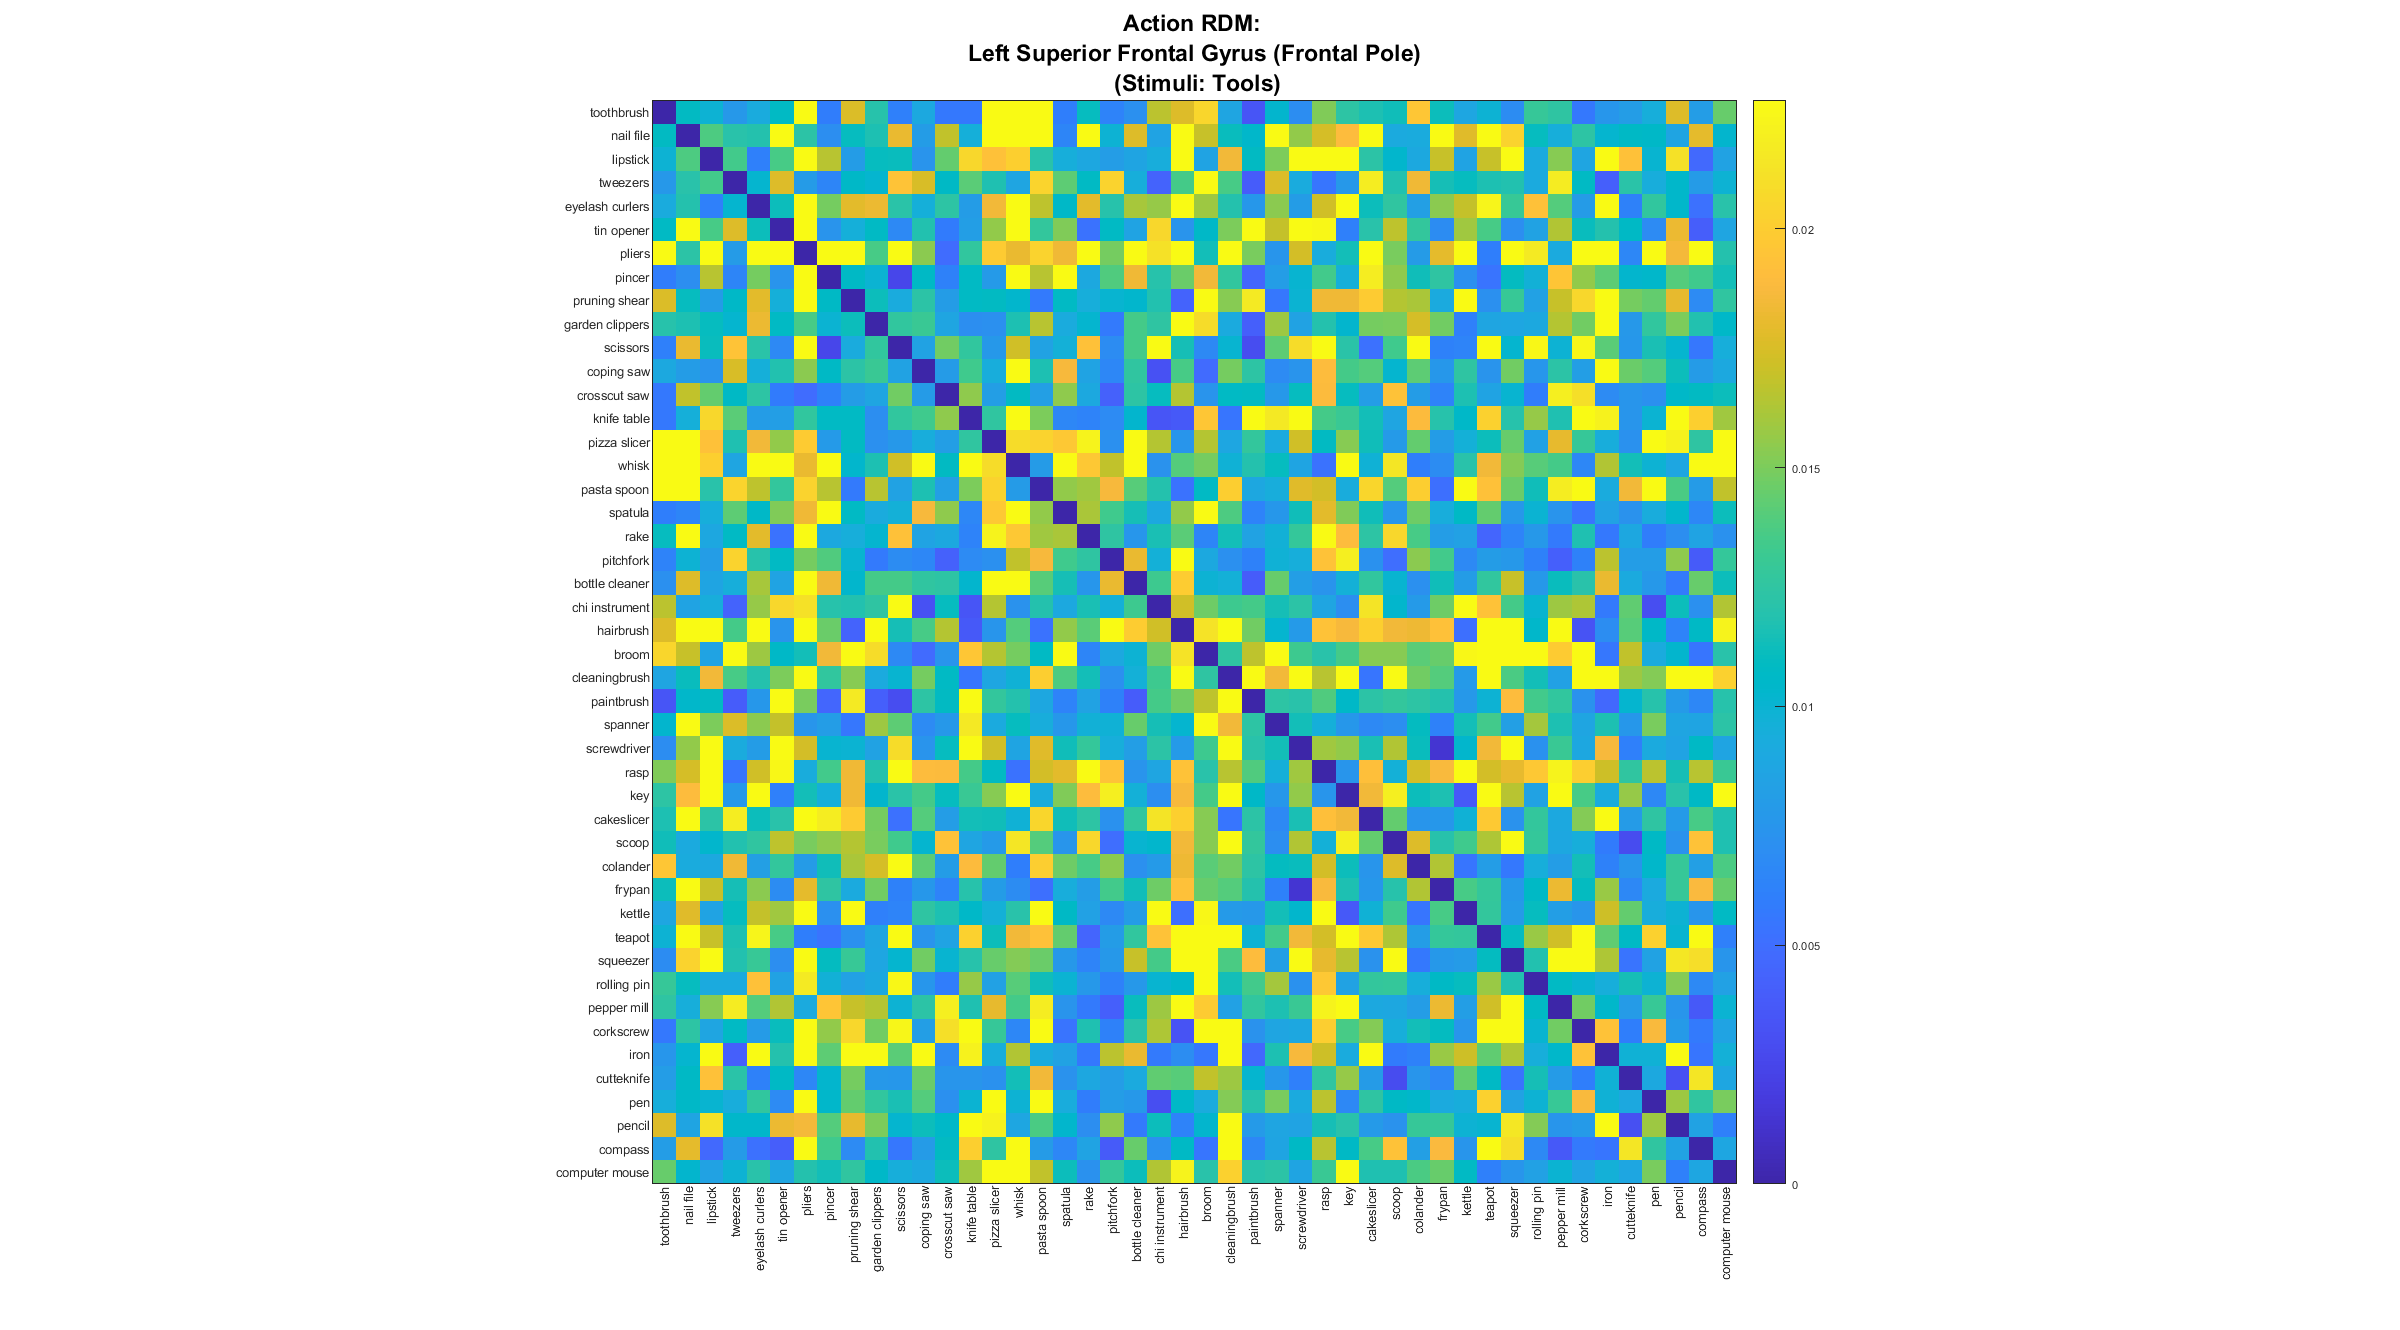 Action RDM:
Left Superior Frontal Gyrus (Frontal Pole)
(Stimuli: Tools)
toothbrush
nail file
lipstick
tweezers
eyelash curlers
tin opener
pliers
pincer
pruning shear
garden clippers
scissors
coping saw
crosscut saw
knife table
pizza slicer
whisk
pasta spoon
spatula
rake
pitchfork
bottle cleaner
chi instrument
hairbrush
broom
cleaningbrush
paintbrush
spanner
screwdriver
rasp
key
cakeslicer
scoop
colander
frypan
kettle
teapot
squeezer
rolling pin
pepper mill
corkscrew
iron
cutteknife
pen
pencil
compass
computer mouse
toothbrush
nail file
lipstick
tweezers
eyelash curlers
tin opener
pliers
pincer
pruning shear
garden clippers
scissors
coping saw
crosscut saw
knife table
pizza slicer
whisk
pasta spoon
spatula
rake
pitchfork
bottle cleaner
chi instrument
hairbrush
broom
cleaningbrush
paintbrush
spanner
screwdriver
rasp
key
cakeslicer
scoop
colander
frypan
kettle
teapot
squeezer
rolling pin
pepper mill
corkscrew
iron
cutteknife
pen
pencil
compass
computer mouse
0.02
0.015
0.01
0.005
0